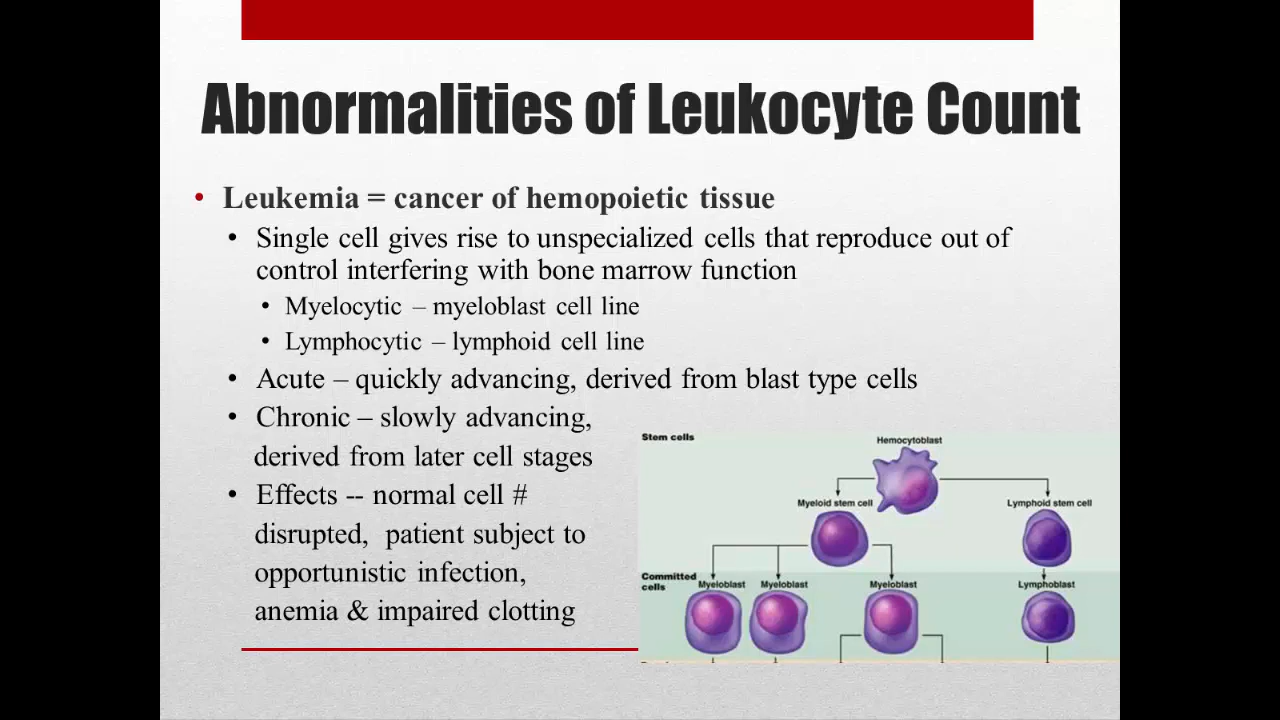 Abnormalities of Leukocyte Count
• Leukemia = cancer of hemopoietic tissue
• Single cell gives rise to unspecialized cells that reproduce out of
control interfering with bone marrow function
• Myelocytic – myeloblast cell line
• Lymphocytic – lymphoid cell line
• Acute – quickly advancing, derived from blast type cells
• Chronic – slowly advancing,
derived from later cell stages
• Effects -- normal cell #
disrupted, patient subject to
opportunistic infection,
anemia & impaired clotting
Stem cells
Hemocytoblast
Myeloid stem cell
Lymphoid stem cell
Committed
cells
Myeloblast
Myeloblast
Myeloblast
Lymphoblast